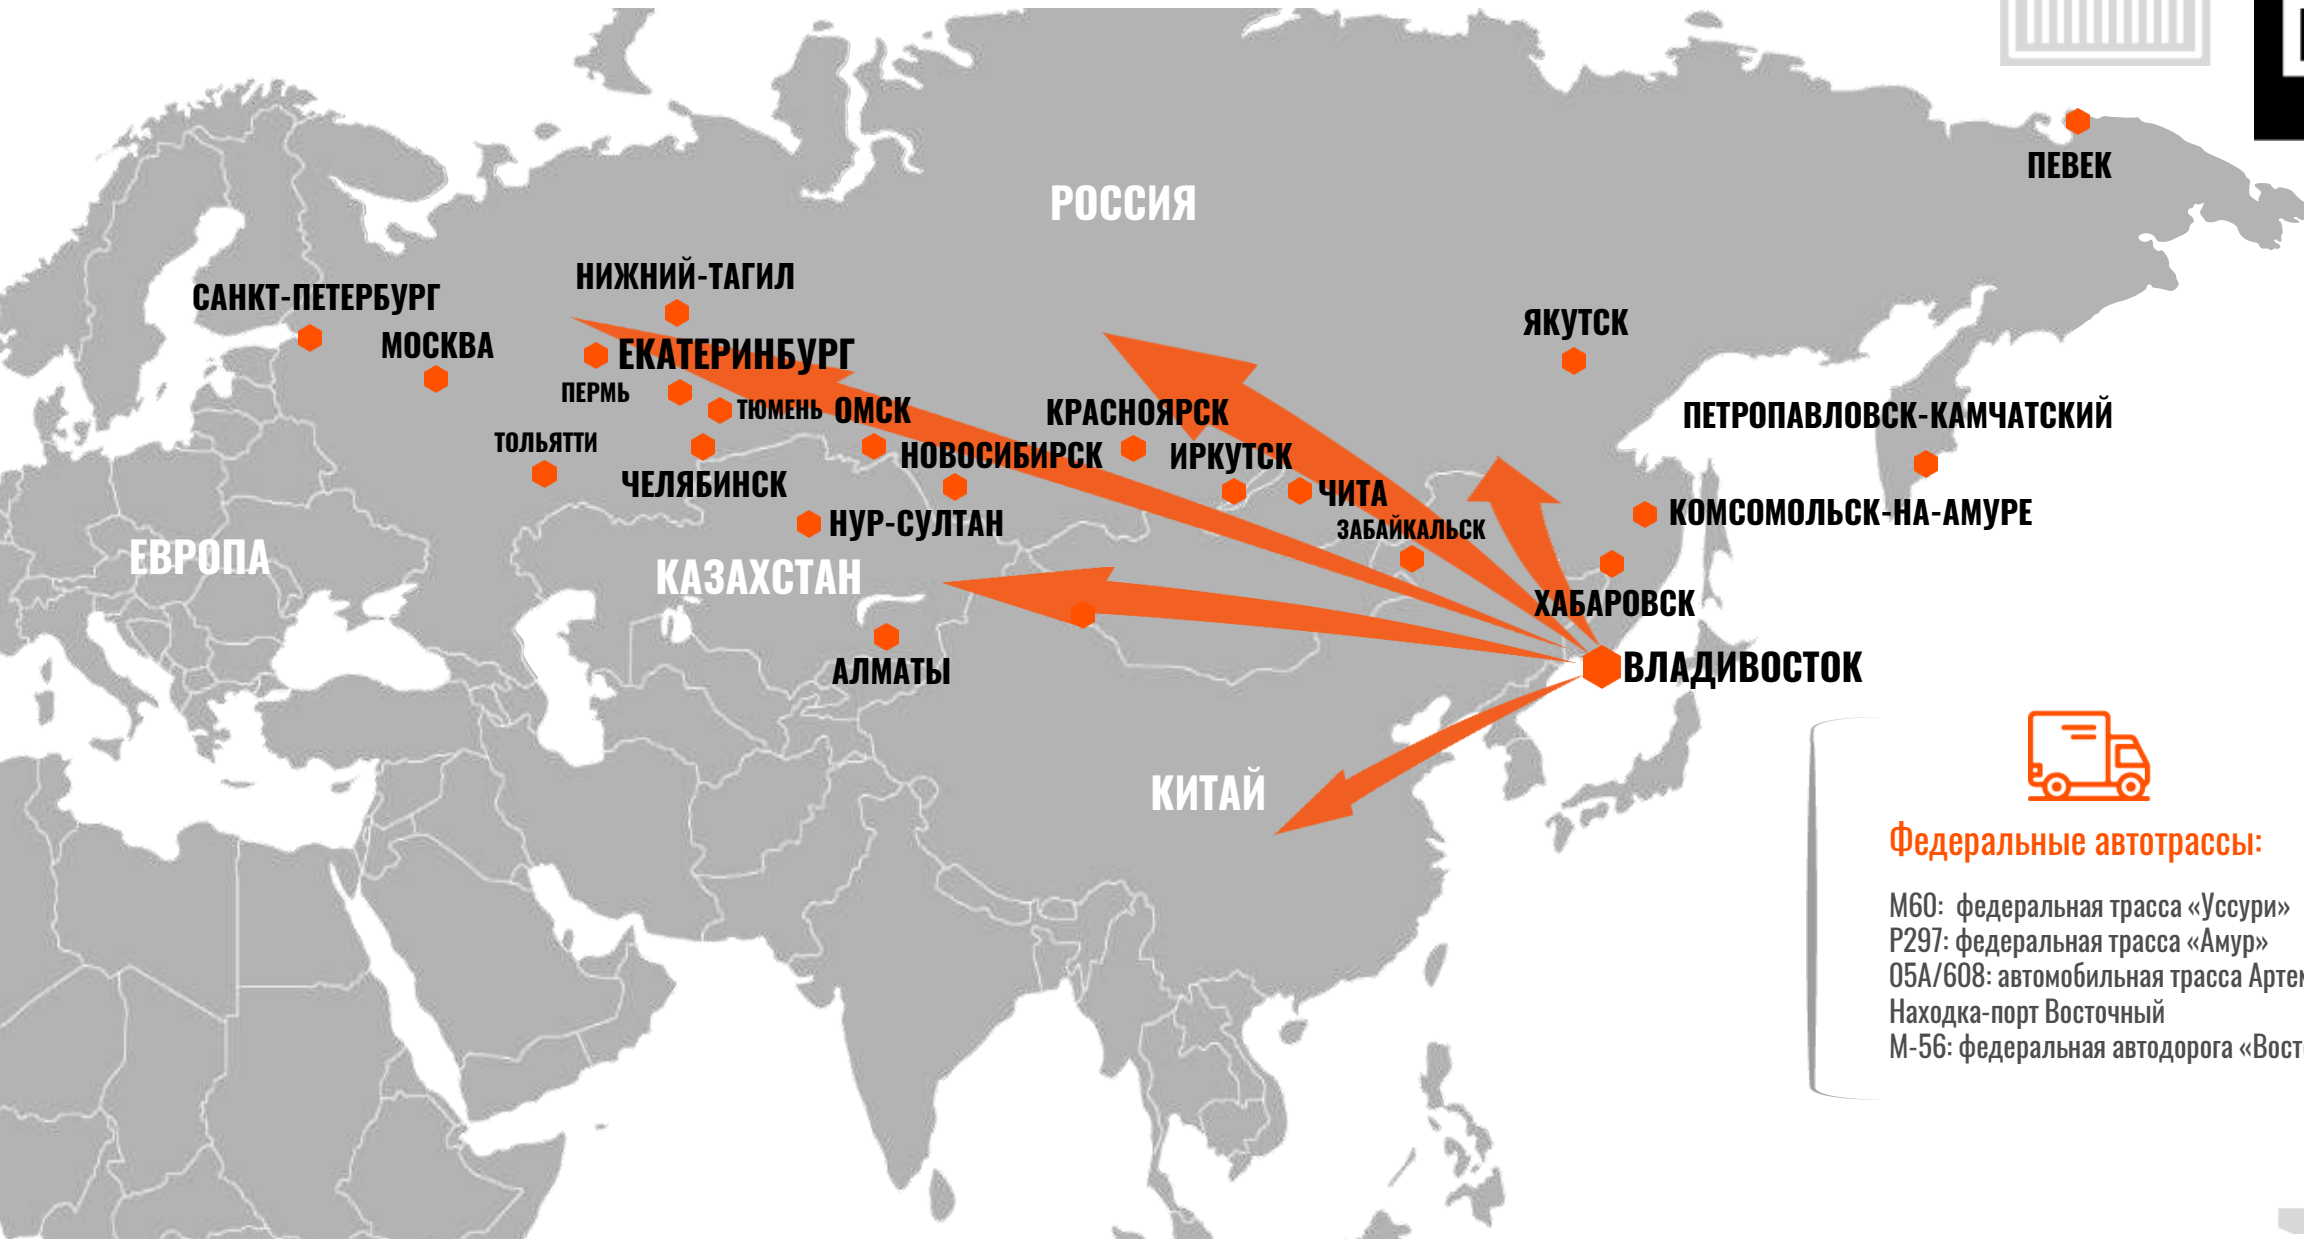 ПЕВЕК
РОССИЯ
НИЖНИЙ-ТАГИЛ
САНКТ-ПЕТЕРБУРГ
ЯКУТСК
МОСКВА
ЕКАТЕРИНБУРГ
ПЕРМЬ
ТЮМЕНЬ
ОМСК
КРАСНОЯРСК
ПЕТРОПАВЛОВСК-КАМЧАТСКИЙ
ТОЛЬЯТТИ
НОВОСИБИРСК
ИРКУТСК
ЧЕЛЯБИНСК
ЧИТА
КОМСОМОЛЬСК-НА-АМУРЕ
НУР-СУЛТАН
ЗАБАЙКАЛЬСК
ЕВРОПА
КАЗАХСТАН
ХАБАРОВСК
АЛМАТЫ
ВЛАДИВОСТОК
КИТАЙ
Федеральные автотрассы:
М60: федеральная трасса «Уссури»
Р297: федеральная трасса «Амур»
05А/608: автомобильная трасса
Находка-порт Восточный
М-56: федеральная автодорога